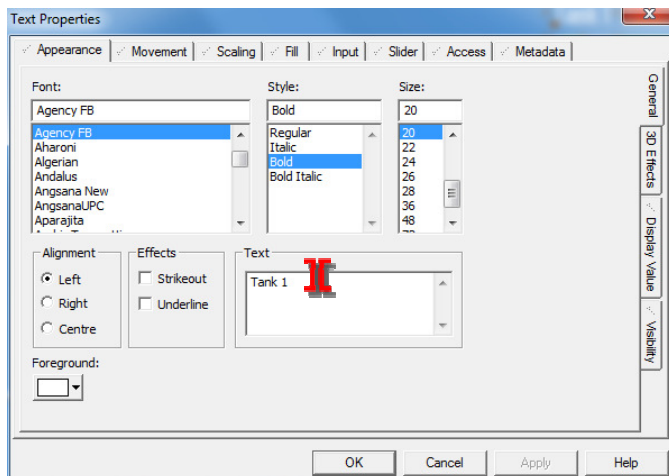 Text Properties
Appearance Movement Scaling Fill Input Slider Access Metadata
Font: Style: Size:
Agency FB Bold 20
Agency FB Regular 20
Aharoni Italic 22
Algerian Bold 24
Andalus Bold Italic 26
Angsana New 28
AngsanaUPC 36
Aparajita 48
Alignment Effects Text
Left Strikeout Tank 1
Right Underline
Centre
Foreground:
General
3D Effects
Display Value
Visibility
OK Cancel Apply Help